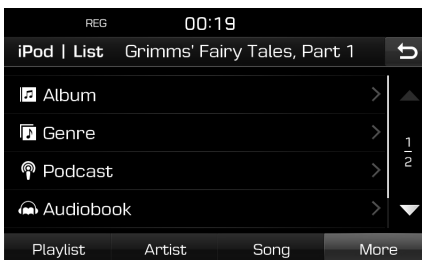 REG 00:19
iPod | List Grimms' Fairy Tales, Part 1
Album
Genre
1
Podcast
2
Audiobook
Playlist Artist Song More